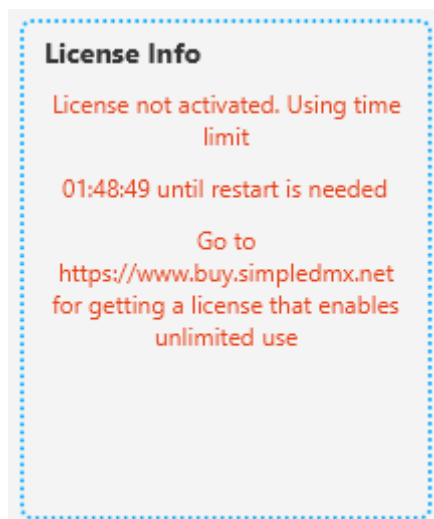 License Info
License not activated. Using time
limit
01:48:49 until restart is needed
Go to
https://www.buy.simpledmx.net
for getting a license that enables
unlimited use